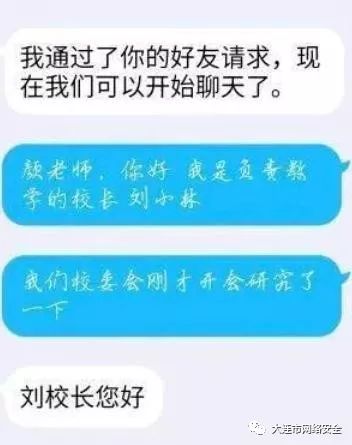 我通过了你的好友请求，现
在我们可以开始聊天了。
颜老师，你好 我是负责教
学的校长 刘小林
我们校委会刚才开会研究了
一下
刘校长您好
大连市网络安全